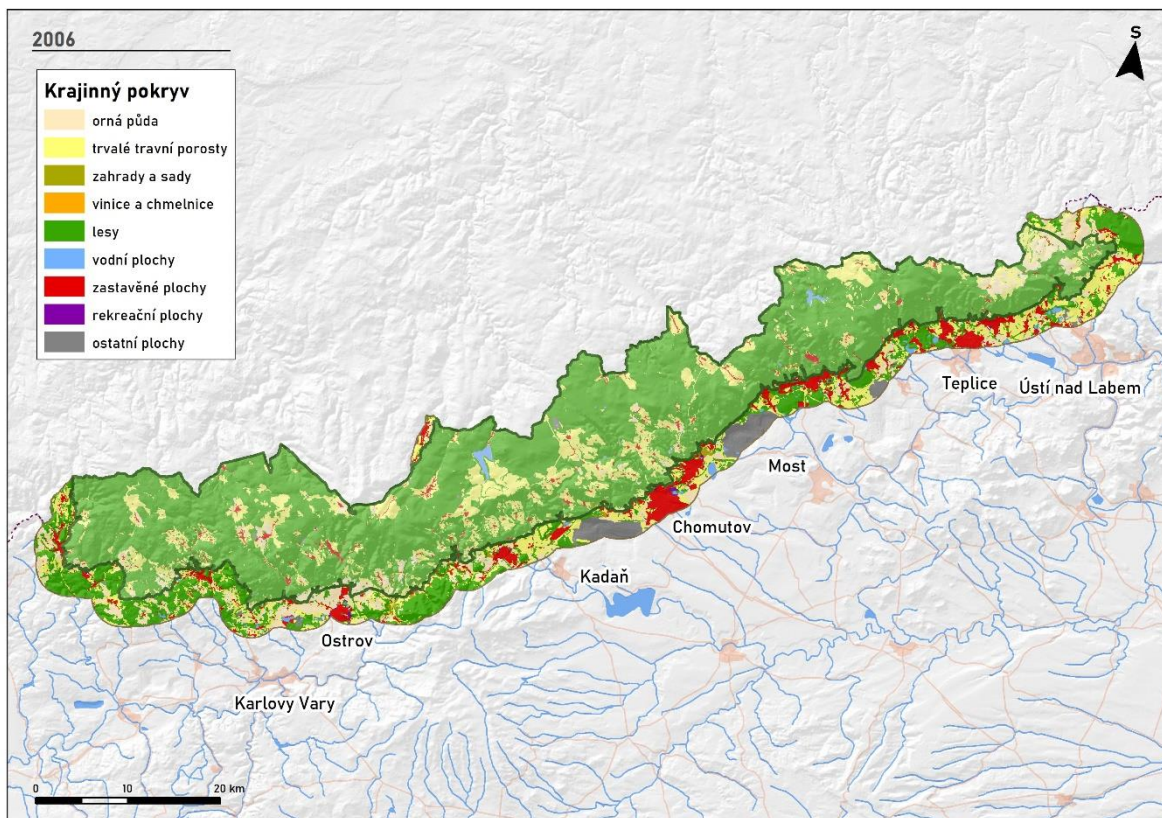 2006
S
Krajinný pokryv
orná půda
trvalé travní porosty
zahrady a sady
vinice a chmelnice
lesy
vodní plochy
zastavěné plochy
rekreační plochy
ostatní plochy
Teplice
Ústí nad Labem
Most
Chomutov
Kadaň
Ostrov
Karlovy Vary
0 10 20 km